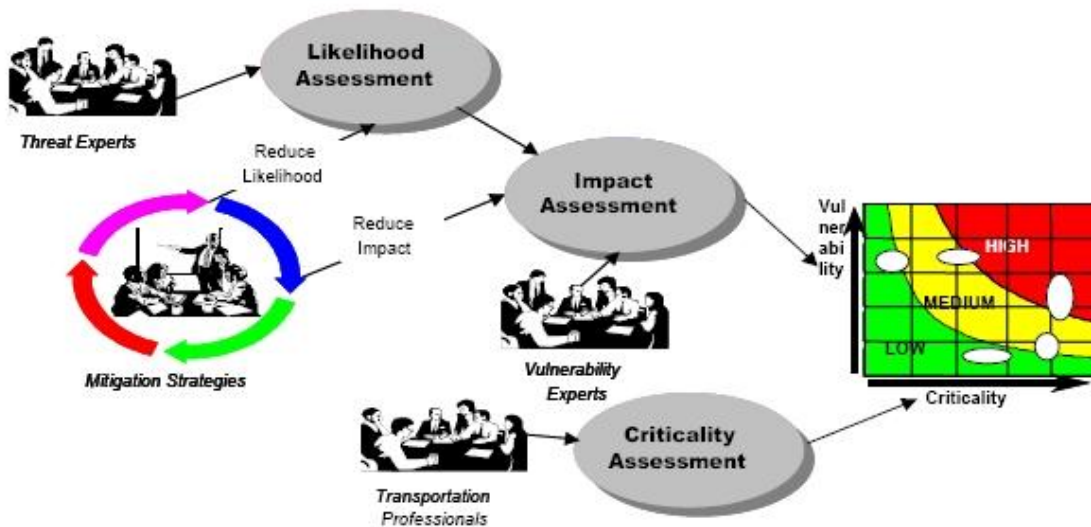 Likelihood
Assessment
Threat Experts
Reduce
Likelihood
Impact
Assessment
Reduce
Impact
Vul
ner
abi
lity
HIGH
MEDIUM
LOW
Mitigation Strategies
Vulnerability
Experts
Criticality
Criticality
Assessment
Transportation
Professionals